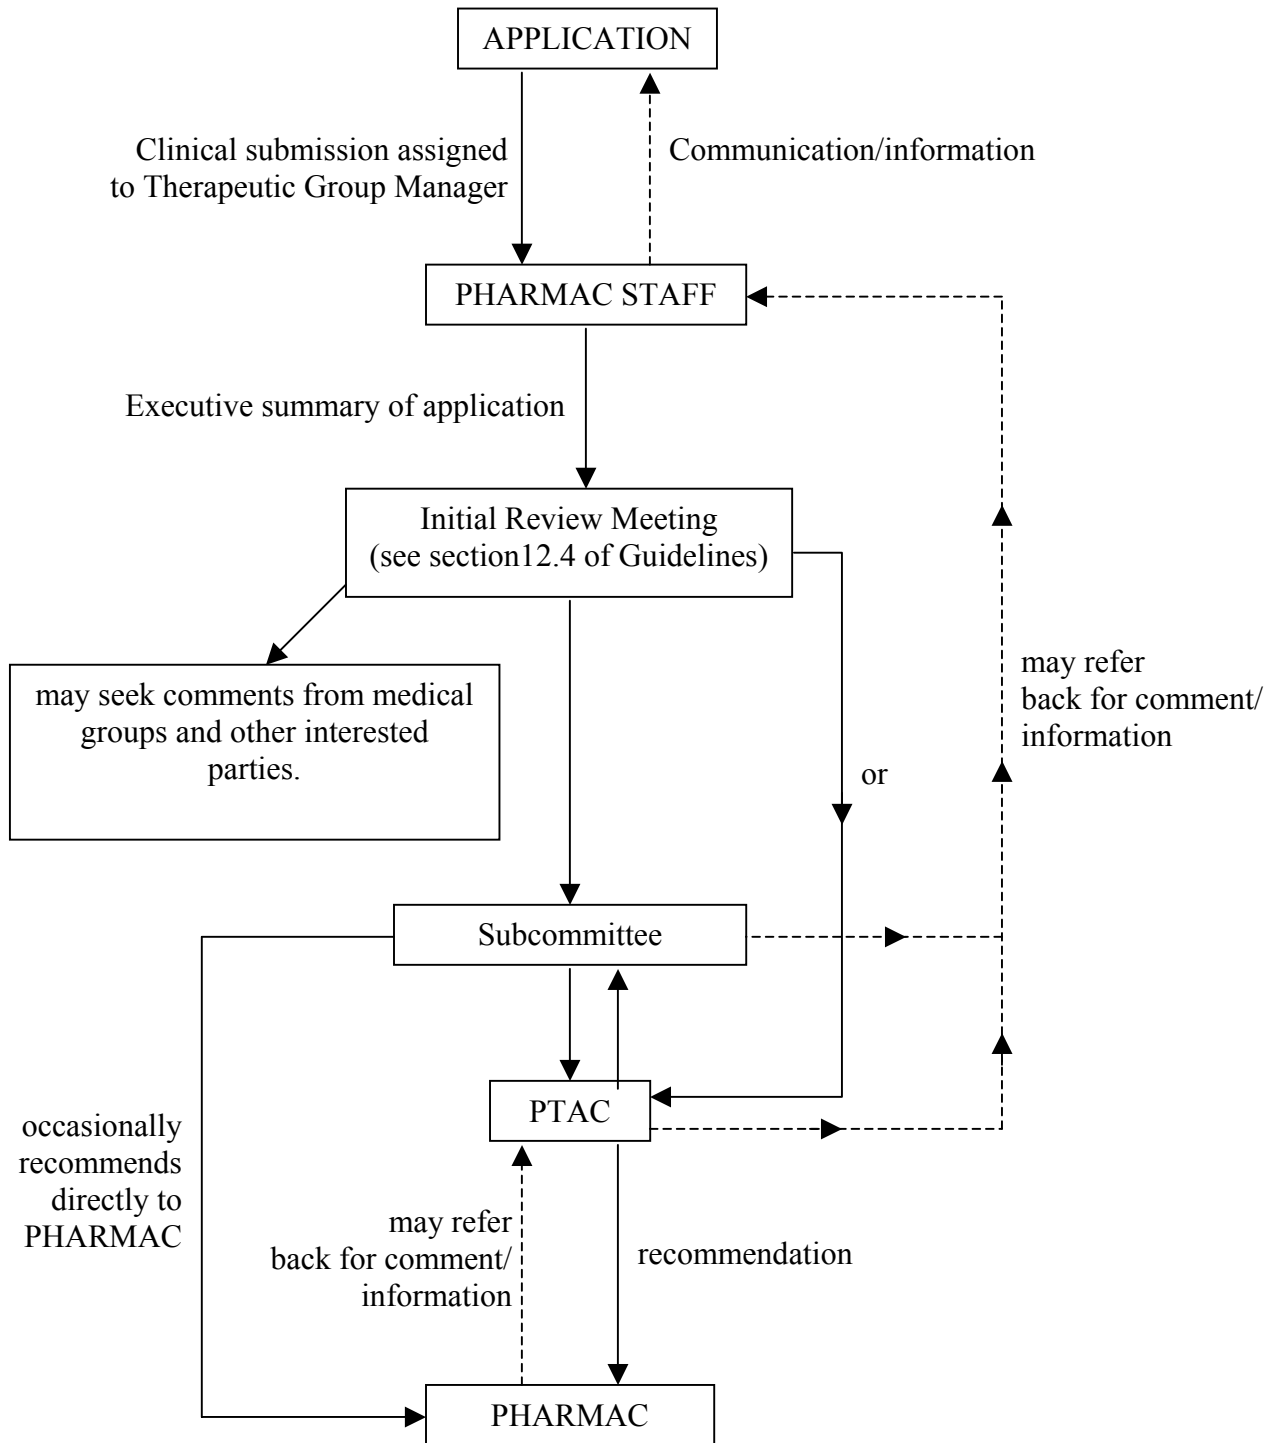 APPLICATION
Clinical submission assigned
to Therapeutic Group Manager
Communication/information
PHARMAC STAFF
Executive summary of application
Initial Review Meeting
(see section12.4 of Guidelines)
may seek comments from medical
groups and other interested
parties.
may refer
back for comment/
information
or
Subcommittee
PTAC
occasionally
recommends
directly to
PHARMAC
may refer
back for comment/
information
recommendation
PHARMAC